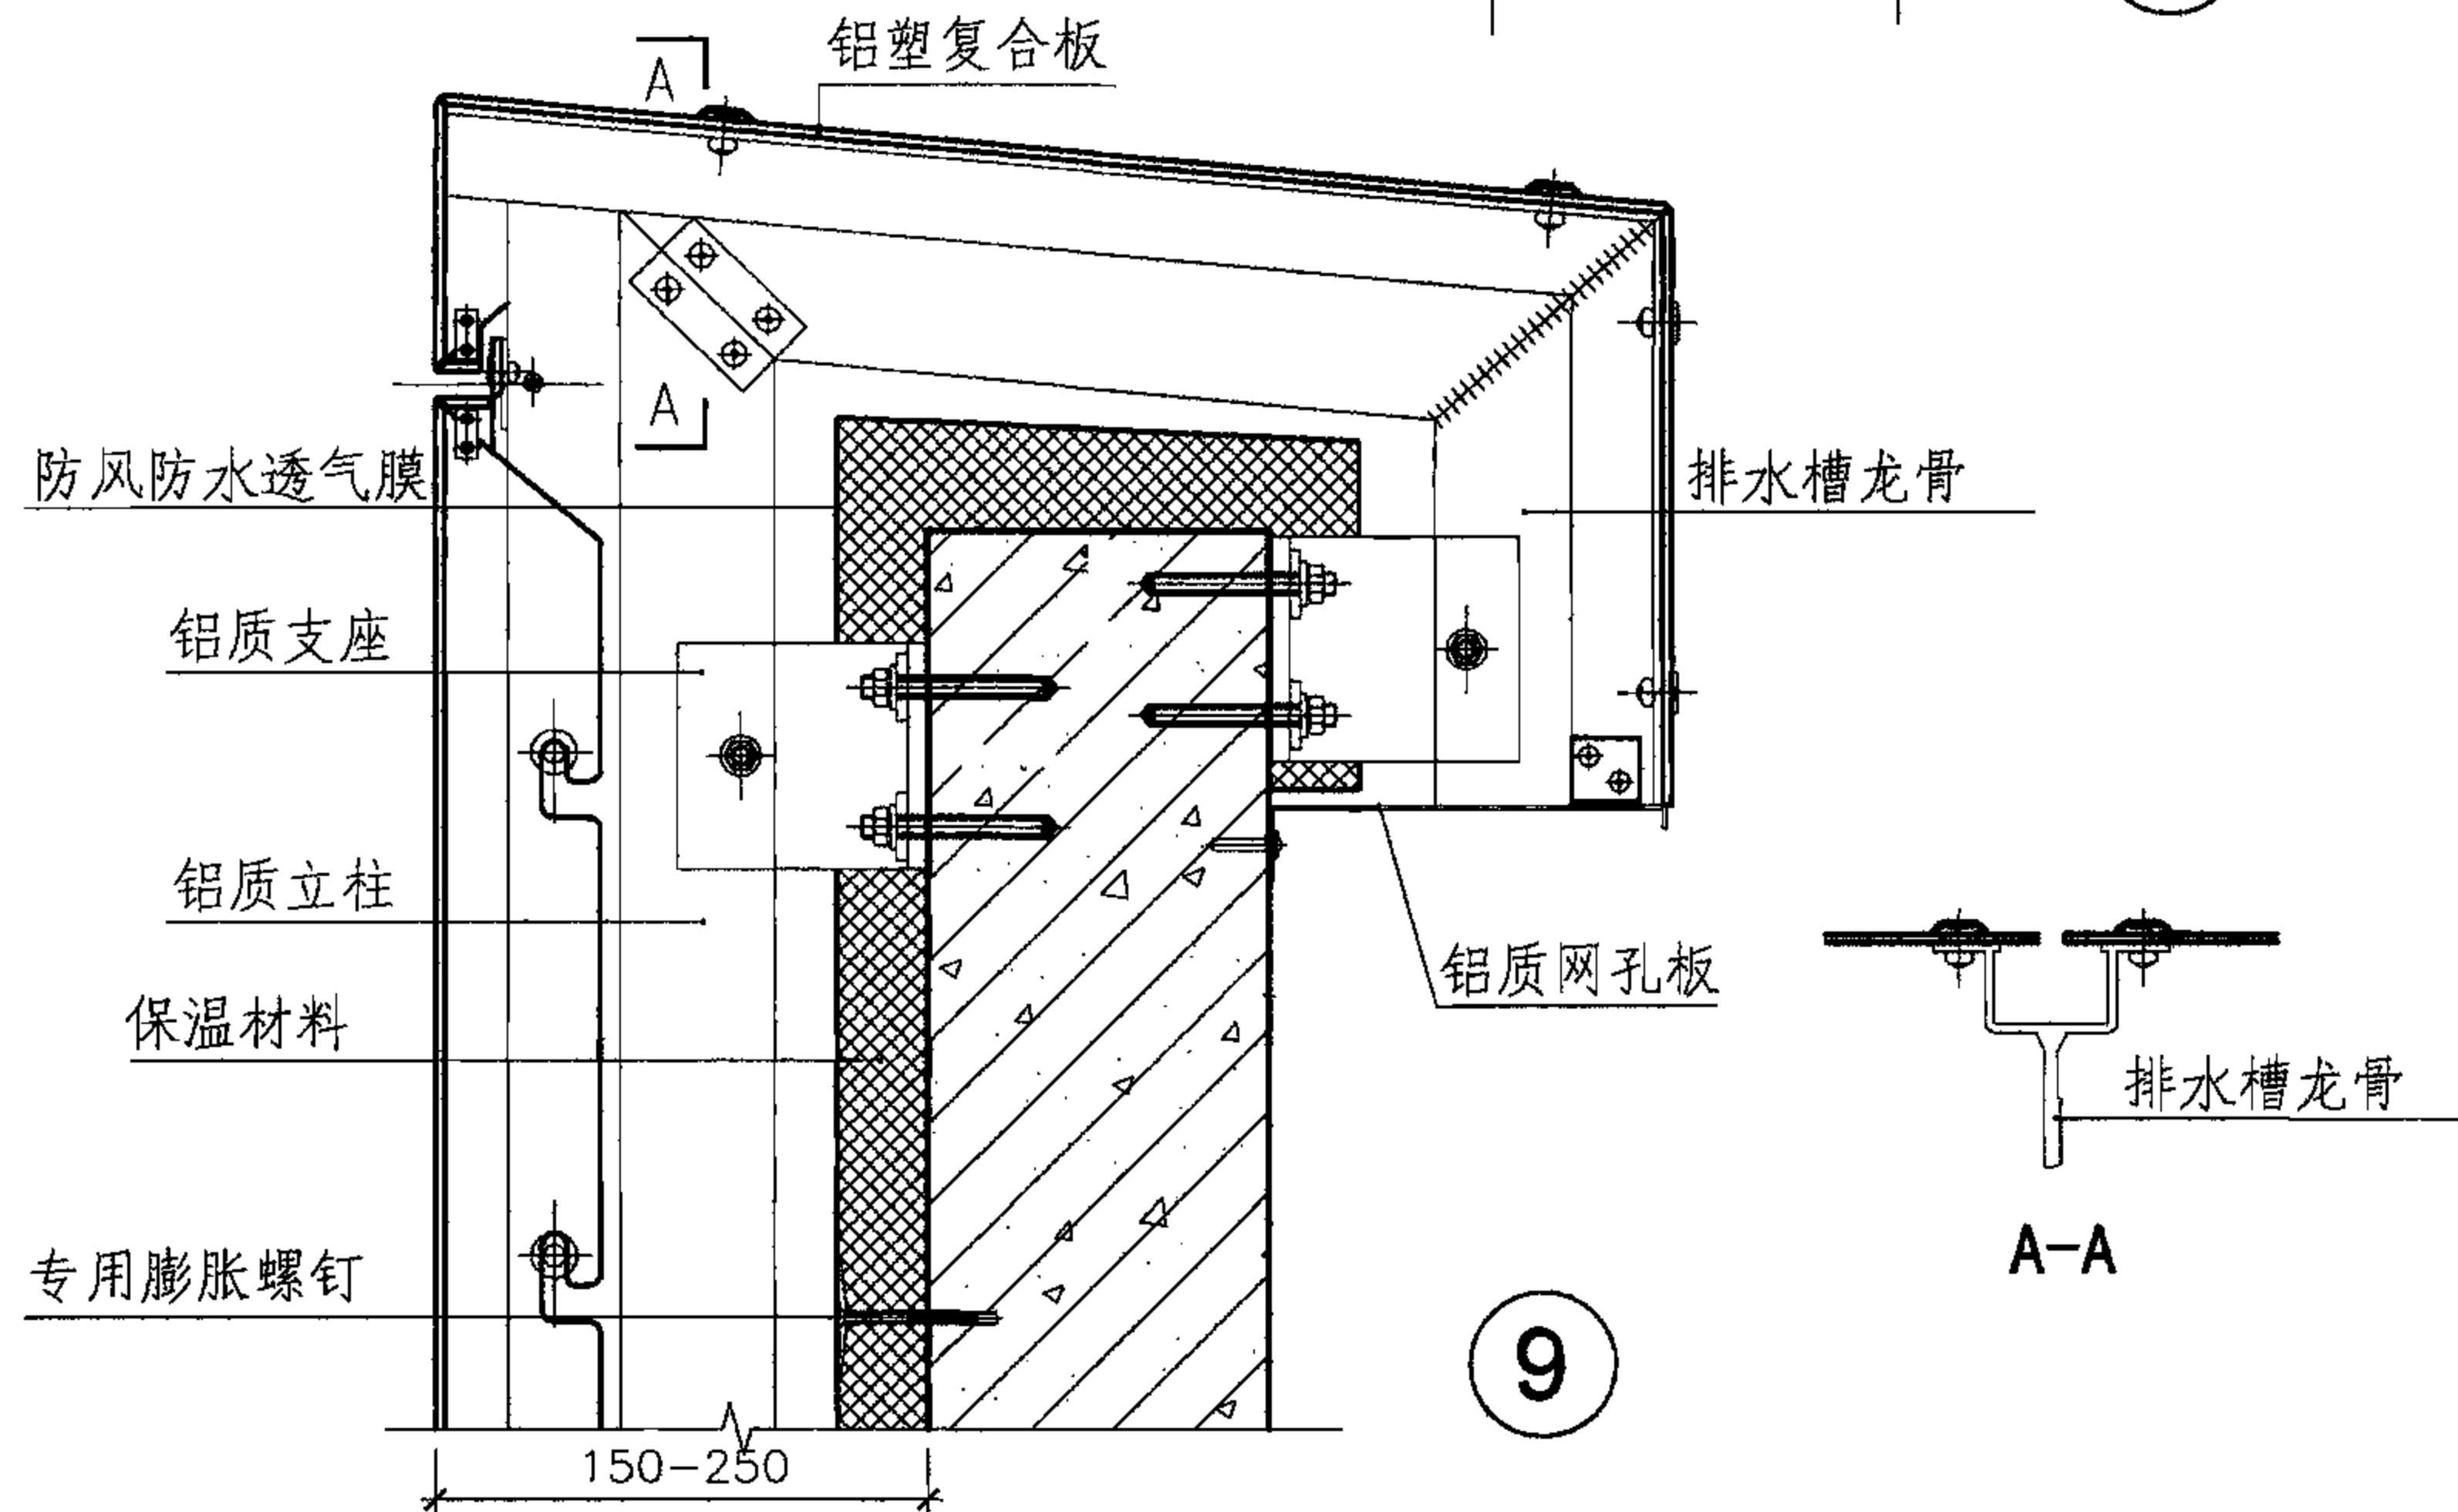 A
铝塑复合板
A
防风防水透气膜
排水槽龙骨
铝质支座
铝质立柱
铝质网孔板
保温材料
排水槽龙骨
A-A
专用膨胀螺钉
9
150-250